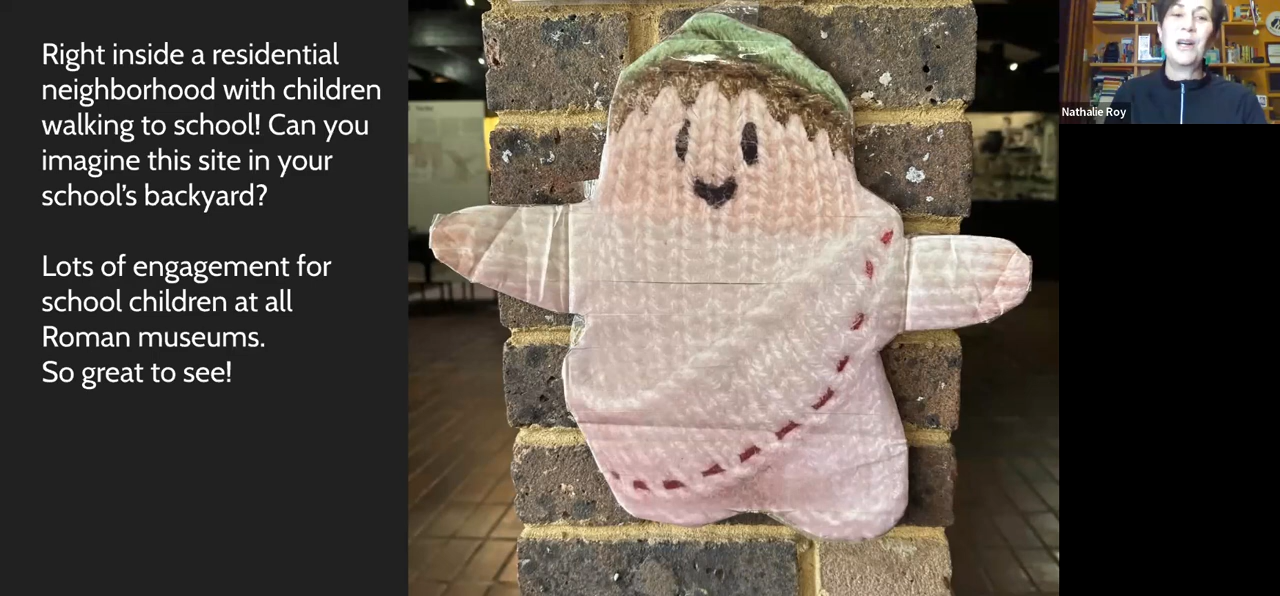 Right inside a residential
neighborhood with children
walking to school! Can you
imagine this site in your
school's backyard?
Lots of engagement for
school children at all
Roman museums.
So great to see!
Nathalie Roy